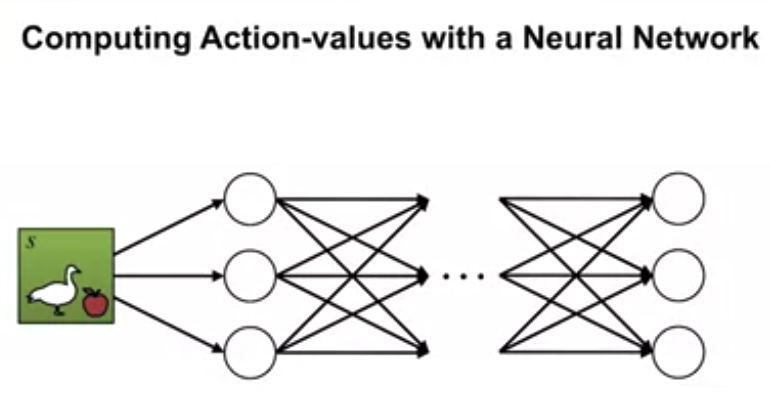 Computing Action-values with a Neural Network
S
...